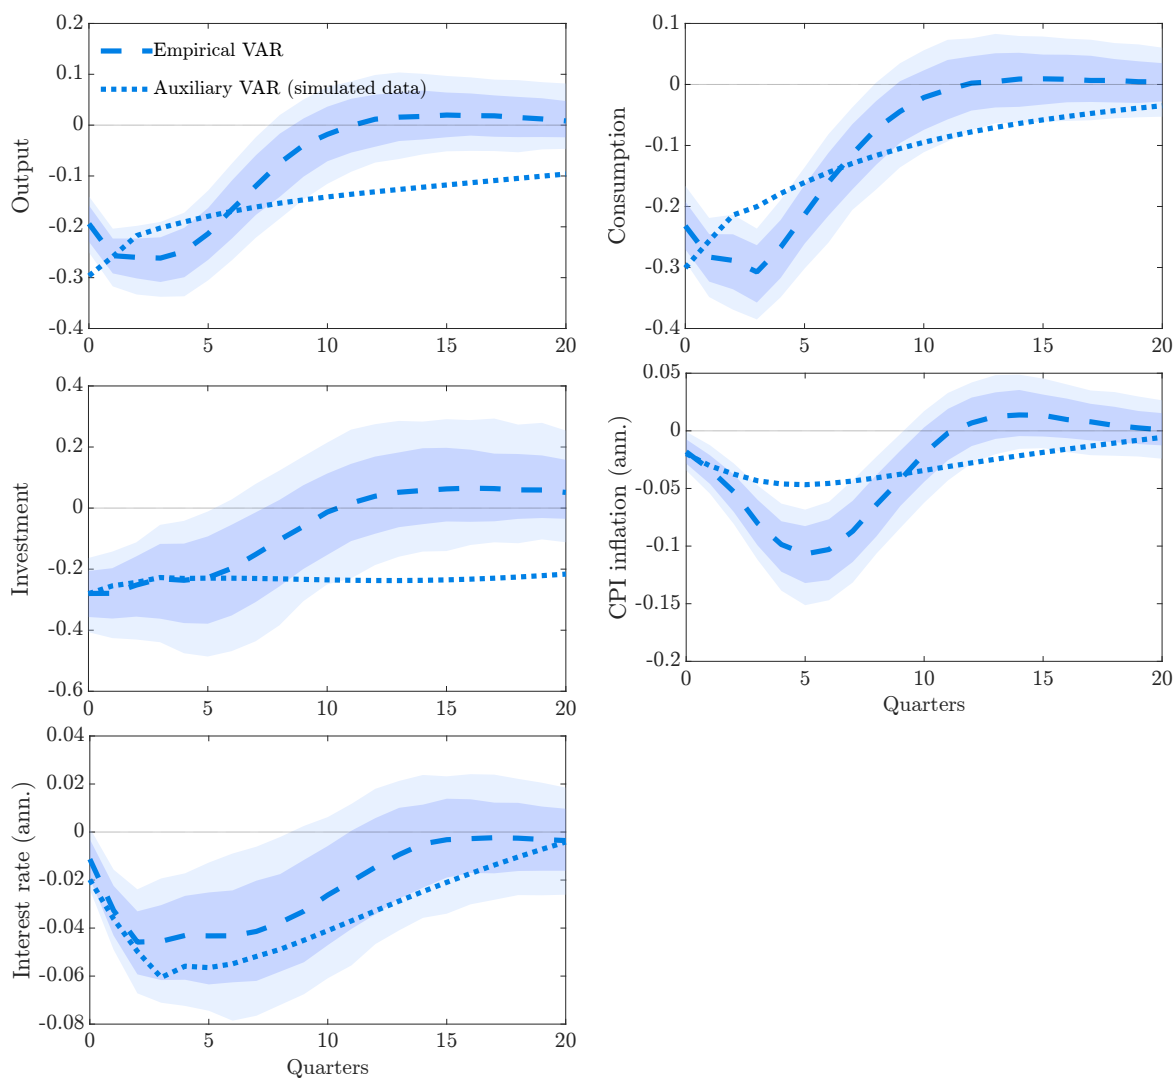 0.2
0.1
0
-0.1
-0.2
-0.3
-0.4
Output
Empirical VAR
Auxiliary VAR (simulated data)
0 5 10 15 20
0.1
0
-0.1
-0.2
-0.3
-0.4
Consumption
0 5 10 15 20
0.4
0.2
0
-0.2
-0.4
-0.6
Investment
0 5 10 15 20
0.05
0
-0.05
-0.1
-0.15
-0.2
CPI inflation (ann.)
0 5 10 15 20
Quarters
0.04
0.02
0
-0.02
-0.04
-0.06
-0.08
Interest rate (ann.)
0 5 10 15 20
Quarters